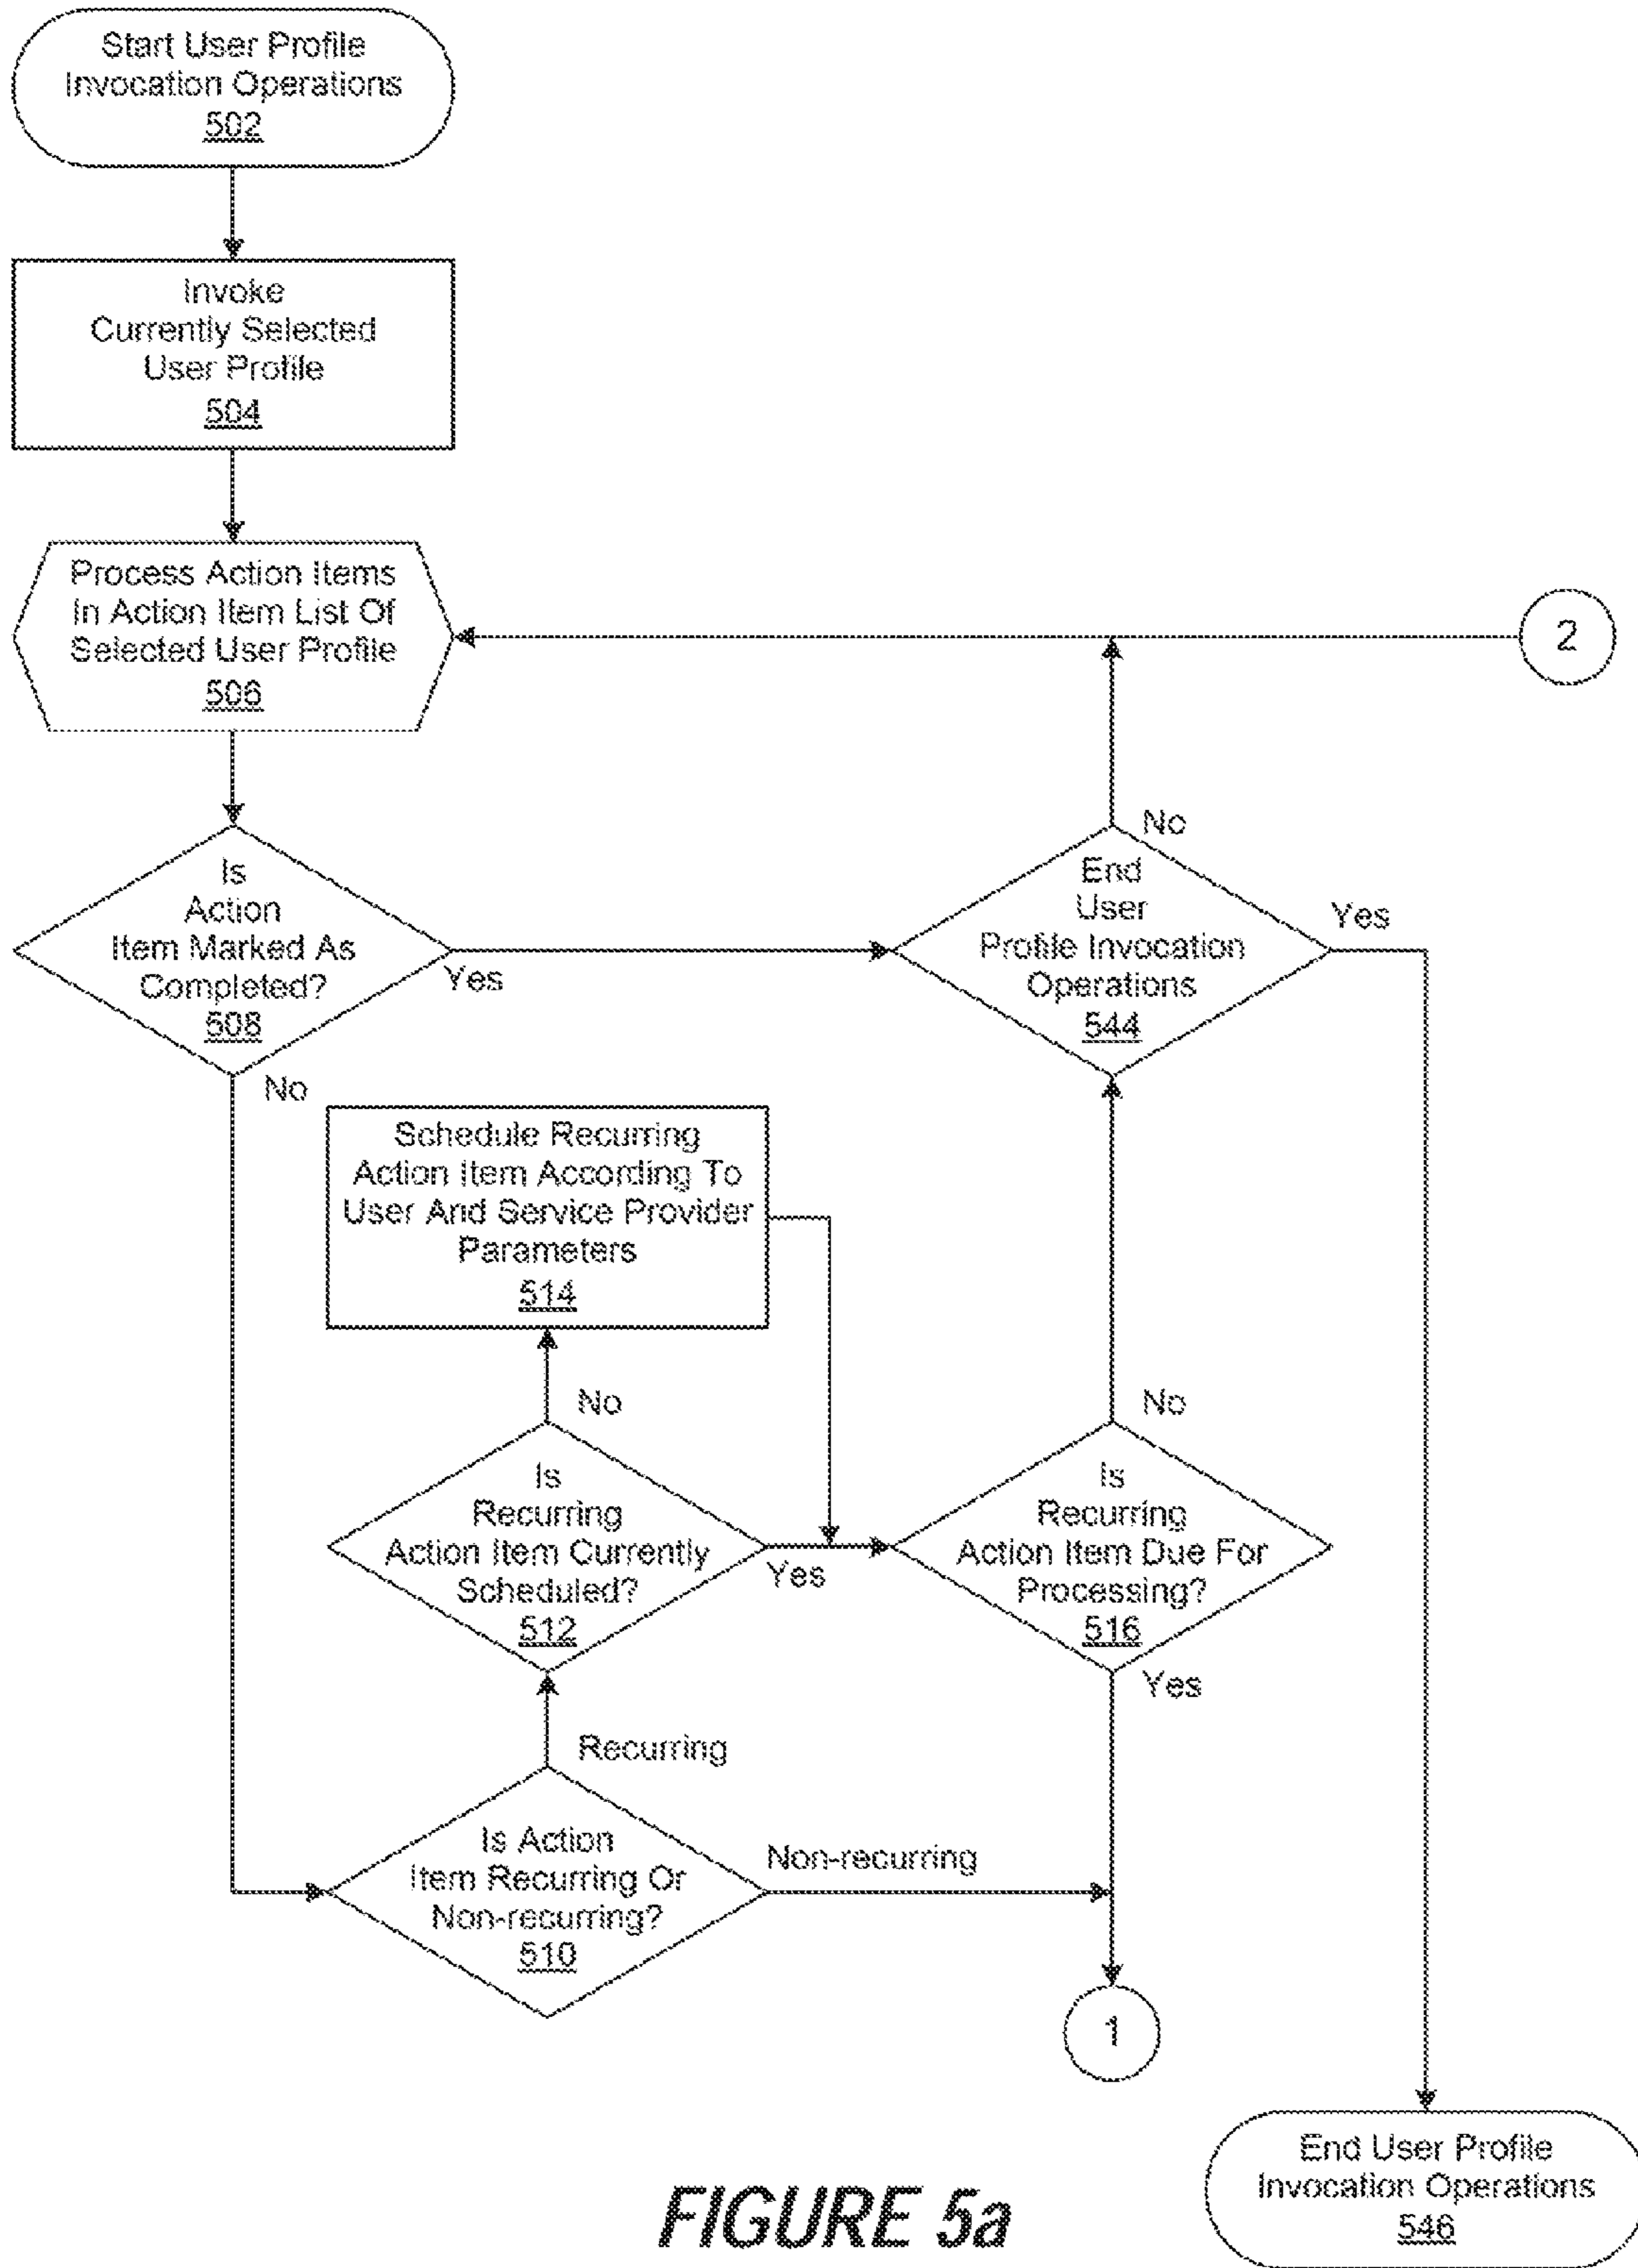 Start User Profile
Invocation Operations
502
Invoke
Currently Selected
User Profile
504
Process Action Items
In Action Item List Of
Selected User Profile
506
2
Is
Action
Item Marked As
Completed?
508
Yes
No
End
User
Profile Invocation
Operations
544
No
Yes
Schedule Recurring
Action Item According To
User And Service Provider
Parameters
514
No
Is
Recurring
Action Item Currently
Scheduled?
512
Yes
No
Is
Recurring
Action Item Due For
Processing?
516
Yes
Recurring
Is Action
Item Recurring Or
Non-recurring?
510
Non-recurring
1
End User Profile
Invocation Operations
546
FIGURE 5a